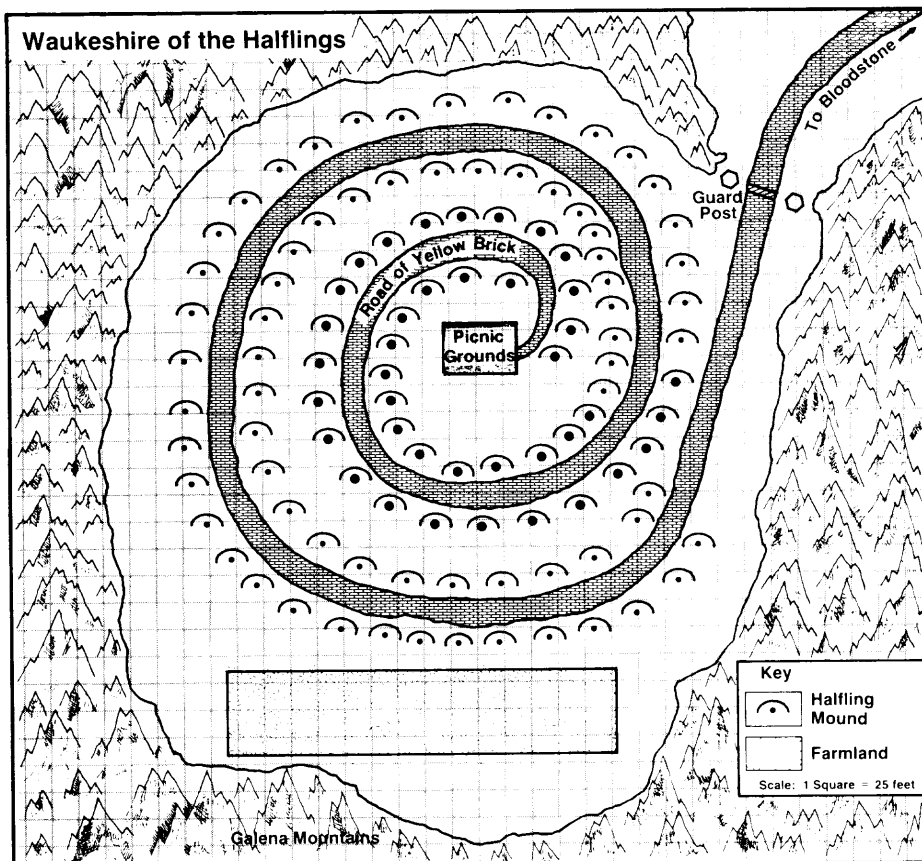 Waukeshire of the Halflings
To Bloodstone
Guard
Post
Road of Yellow Brick
Picnic
Grounds
Key
Halfling
Mound
Farmland
Scale: 1 Square = 25 feet
Galena Mountains